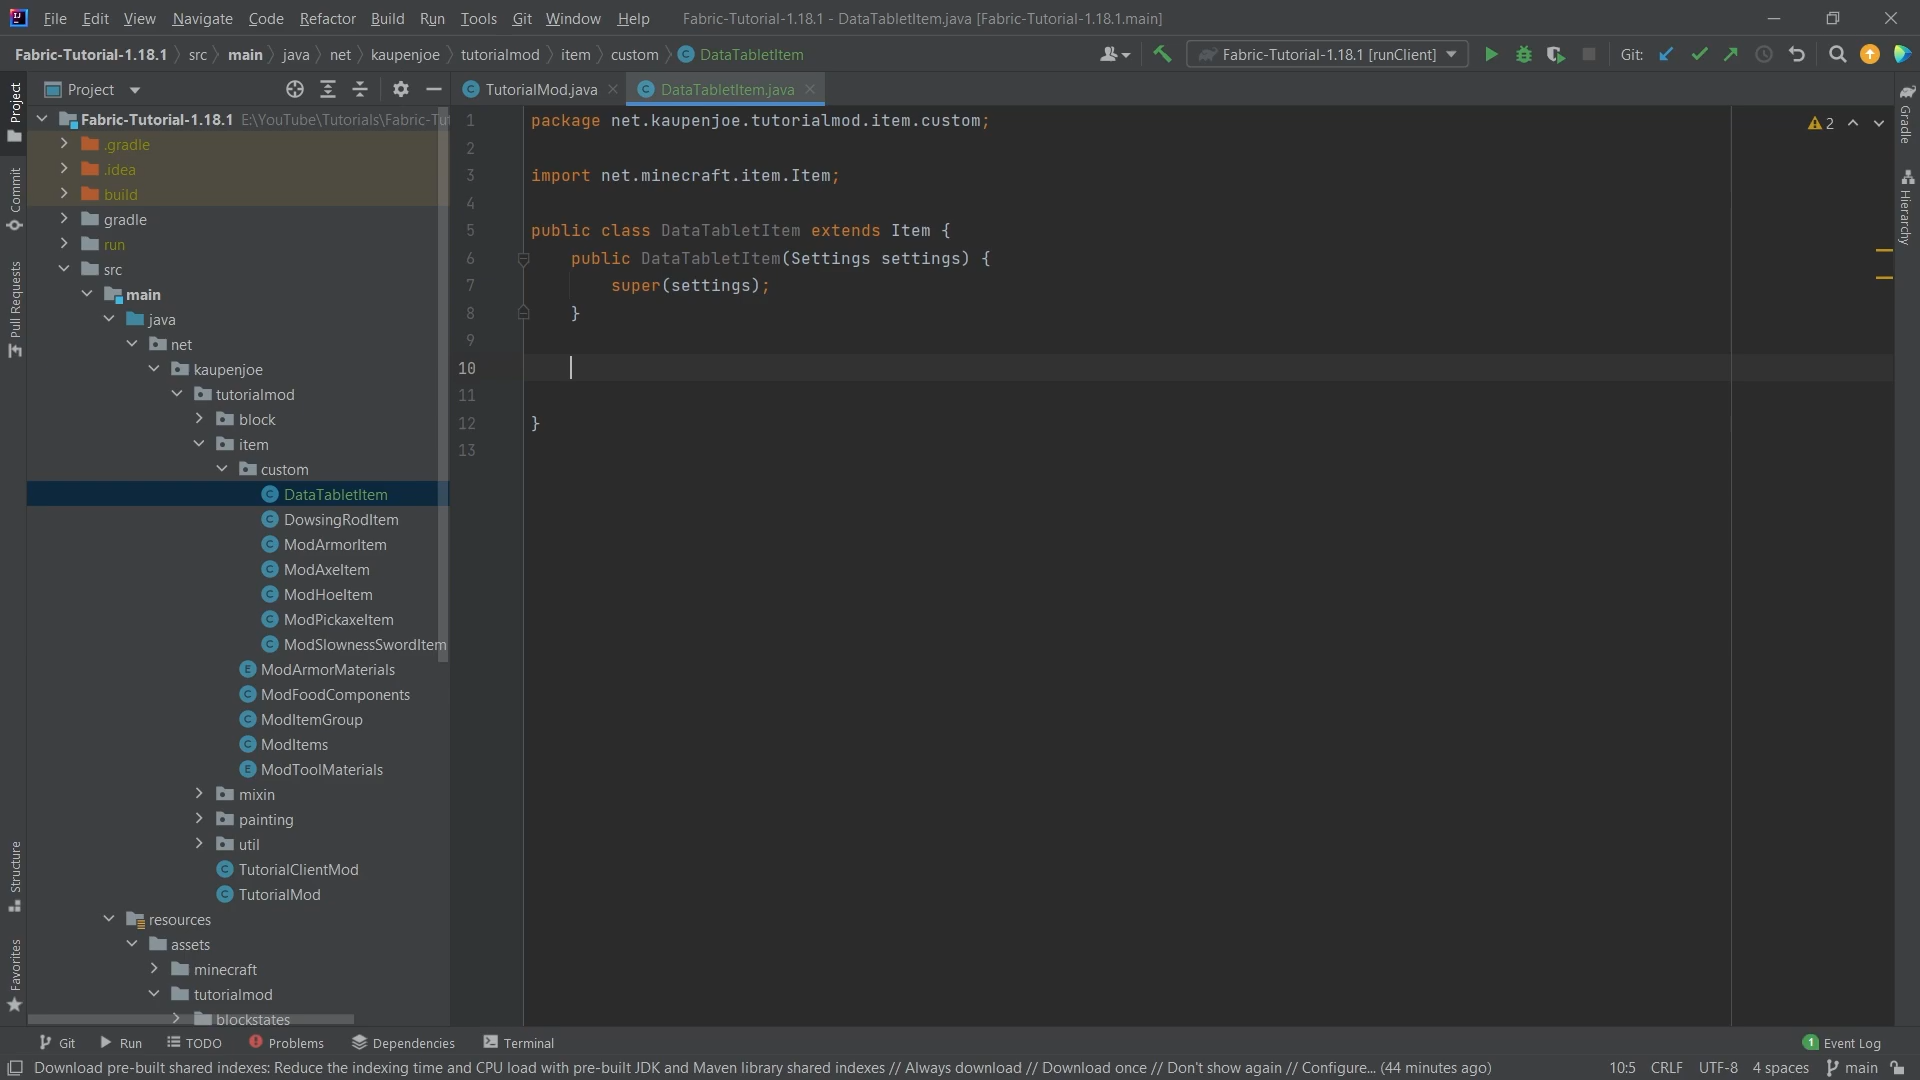 File Edit View Navigate Code Refactor Build Run Tools Git Window Help Fabric-Tutorial-1.18.1 - DataTabletItem.java [Fabric-Tutorial-1.18.1.main]
Fabric-Tutorial-1.18.1 src main java net kaupenjoe tutorialmod item custom DataTabletItem Fabric-Tutorial-1.18.1 [runClient] Git:
Project TutorialMod.java DataTabletItem.java
Project
Commit
Pull Requests
Structure
Favorites
Fabric-Tutorial-1.18.1 E:\YouTube\Tutorials\Fabric-Tut
.gradle
.idea
build
gradle
run
src
main
java
net
kaupenjoe
tutorialmod
block
item
custom
DataTabletItem
DowsingRodItem
ModArmorItem
ModAxeItem
ModHoeItem
ModPickaxeItem
ModSlownessSwordItem
ModArmorMaterials
ModFoodComponents
ModItemGroup
ModItems
ModToolMaterials
mixin
painting
util
TutorialClientMod
TutorialMod
resources
assets
minecraft
tutorialmod
blockstates
1 package net.kaupenjoe.tutorialmod.item.custom;
2
3 import net.minecraft.item.Item;
4
5 public class DataTabletItem extends Item {
6 public DataTabletItem(Settings settings) {
7 super(settings);
8 }
9
10
11
12 }
13
2
Gradle
Hierarchy
Git Run TODO Problems Dependencies Terminal 1 Event Log
Download pre-built shared indexes: Reduce the indexing time and CPU load with pre-built JDK and Maven library shared indexes // Always download // Download once // Don't show again // Configure... (44 minutes ago) 10:5 CRLF UTF-8 4 spaces main